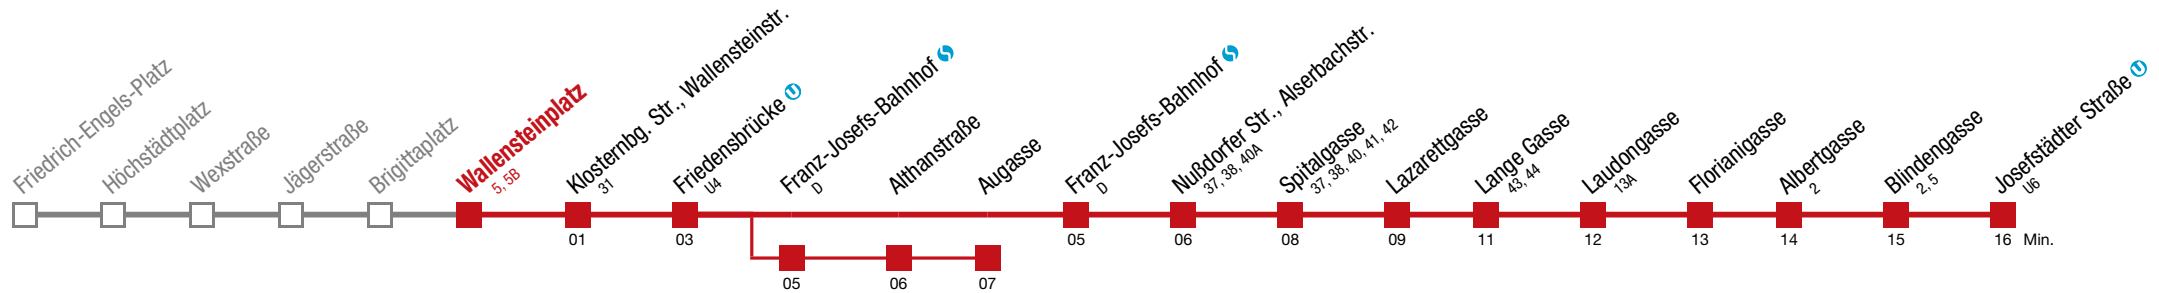 Friedrich-Engels-Platz
Höchstädtplatz
Wexstraße
Jägerstraße
Brigittaplatz
Wallensteinplatz
5, 5B
Klosternbg. Str., Wallensteinstr.
31
Friedensbrücke U
U4
Franz-Josefs-Bahnhof S
D
Althanstraße
Augasse
Franz-Josefs-Bahnhof S
D
Nußdorfer Str., Alserbachstr.
37, 38, 40A
Spitalgasse
37, 38, 40, 41, 42
Lazarettgasse
Lange Gasse
43, 44
Laudongasse
13A
Florianigasse
Albertgasse
2
Blindengasse
2, 5
Josefstädter Straße U
U6
01
03
05
06
08
09
11
12
13
14
15
16 Min.
05
06
07